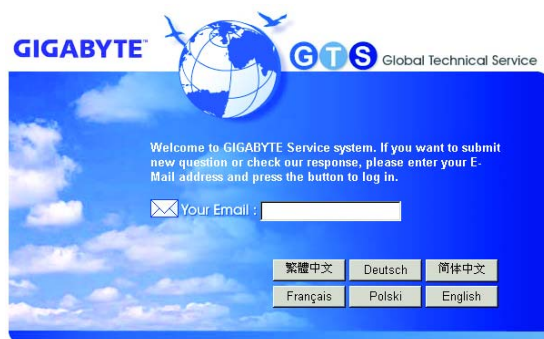 GIGABYTE™
GTS Global Technical Service
Welcome to GIGABYTE Service system. If you want to submit
new question or check our response, please enter your E-
Mail address and press the button to log in.
Your Email :
繁體中文 Deutsch 简体中文
Français Polski English